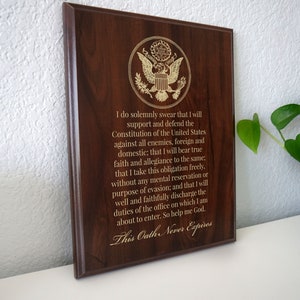 I do solemnly swear that I will
support and defend the
Constitution of the United States
against all enemies, foreign and
domestic; that I will bear true
faith and allegiance to the same;
that I take this obligation freely,
without any mental reservation or
purpose of evasion; and that I will
well and faithfully discharge the
duties of the office on which I am
about to enter. So help me God.
This Oath Never Expires